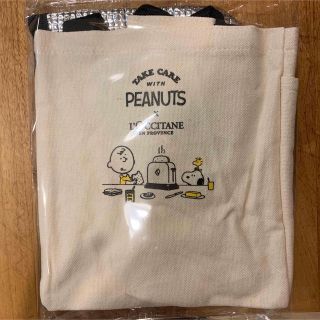 TAKE CARE
WITH
PEANUTS
x
L'OCCITANE
EN PROVENCE